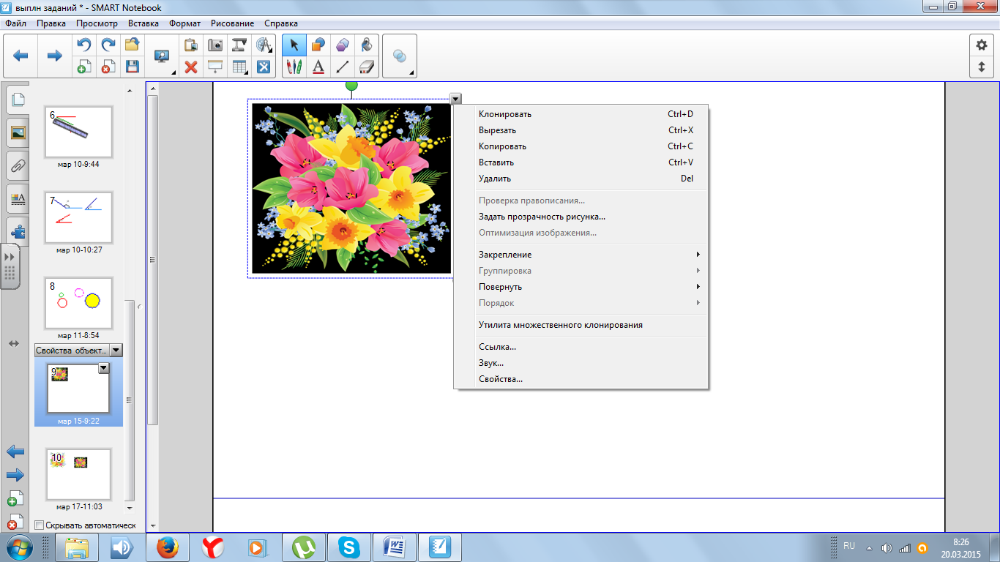 выплн заданий * - SMART Notebook
Файл Правка Просмотр Вставка Формат Рисование Справка
6
мар 10-9:44
7
мар 10-10:27
8
мар 11-8:54
Свойства объект...
9
мар 15-9:22
10
мар 17-11:03
Скрывать автоматическ
Клонировать Ctrl+D
Вырезать Ctrl+X
Копировать Ctrl+C
Вставить Ctrl+V
Удалить Del
Проверка правописания...
Задать прозрачность рисунка...
Оптимизация изображения...
Закрепление
Группировка
Повернуть
Порядок
Утилита множественного клонирования
Ссылка...
Звук...
Свойства...
RU
8:26
20.03.2015